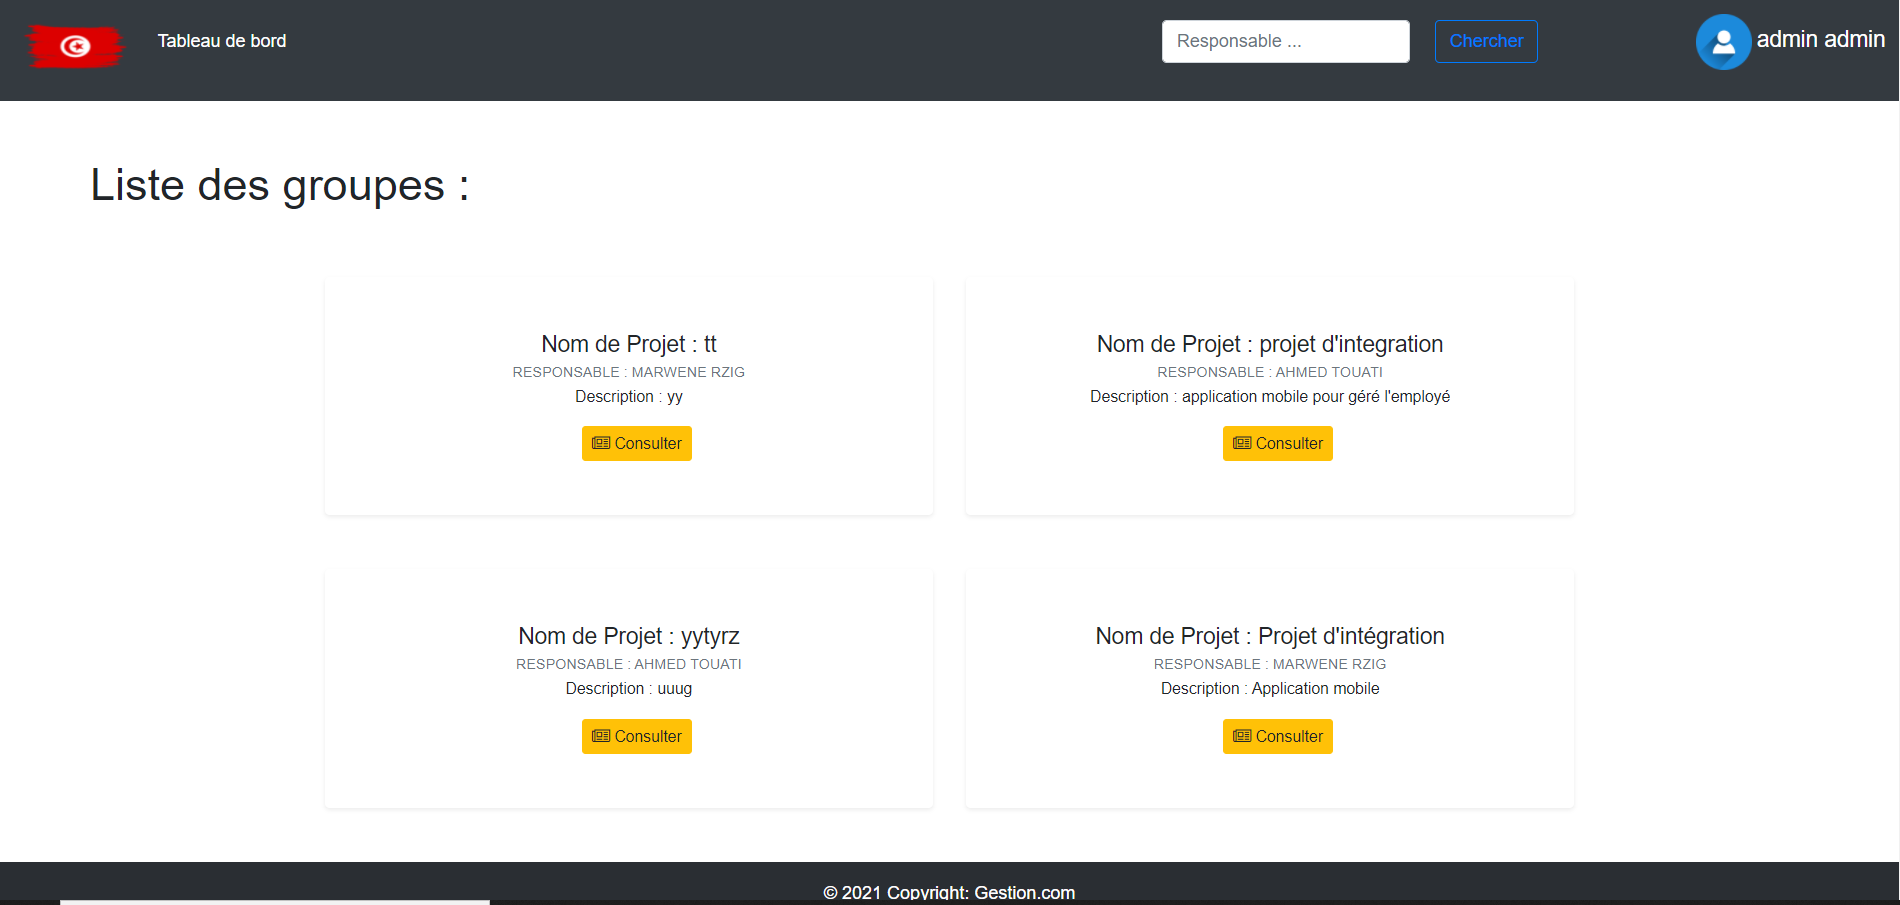 Tableau de bord
Responsable ...
Chercher
admin admin
Liste des groupes :
Nom de Projet : tt
RESPONSABLE : MARWENE RZIG
Description : yy
Consulter
Nom de Projet : projet d'integration
RESPONSABLE : AHMED TOUATI
Description : application mobile pour géré l'employé
Consulter
Nom de Projet : yytyrz
RESPONSABLE : AHMED TOUATI
Description : uuug
Consulter
Nom de Projet : Projet d'intégration
RESPONSABLE : MARWENE RZIG
Description : Application mobile
Consulter
© 2021 Copyright: Gestion.com